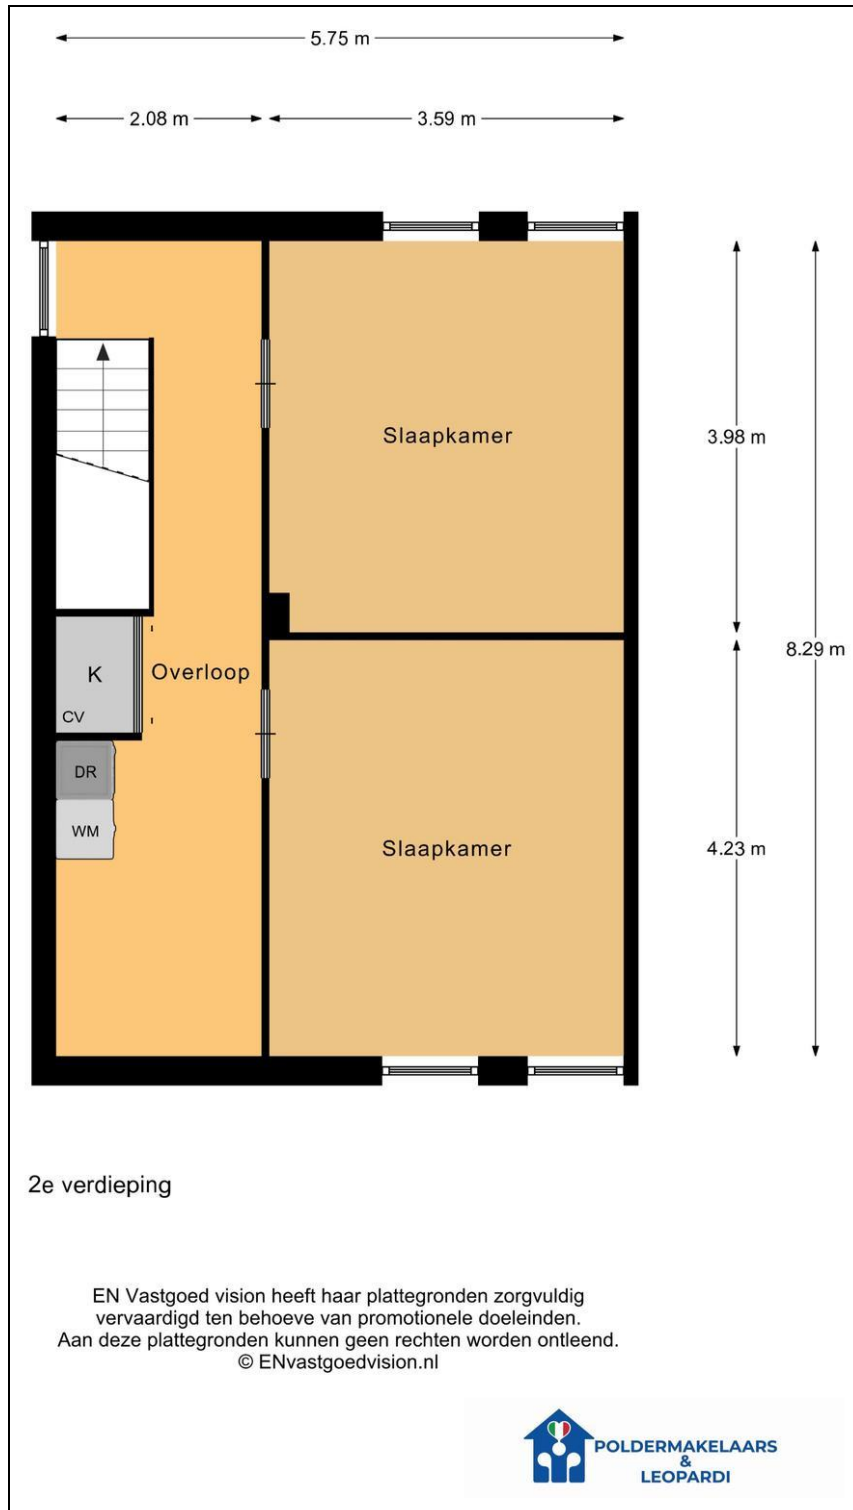 5.75 m
2.08 m
3.59 m
Slaapkamer
3.98 m
8.29 m
K
CV
Overloop
DR
WM
Slaapkamer
4.23 m
2e verdieping
EN Vastgoed vision heeft haar plattegronden zorgvuldig
vervaardigd ten behoeve van promotionele doeleinden.
Aan deze plattegronden kunnen geen rechten worden ontleend.
© ENvastgoedvision.nl
POLDERMAKELAARS
&
LEOPARDI